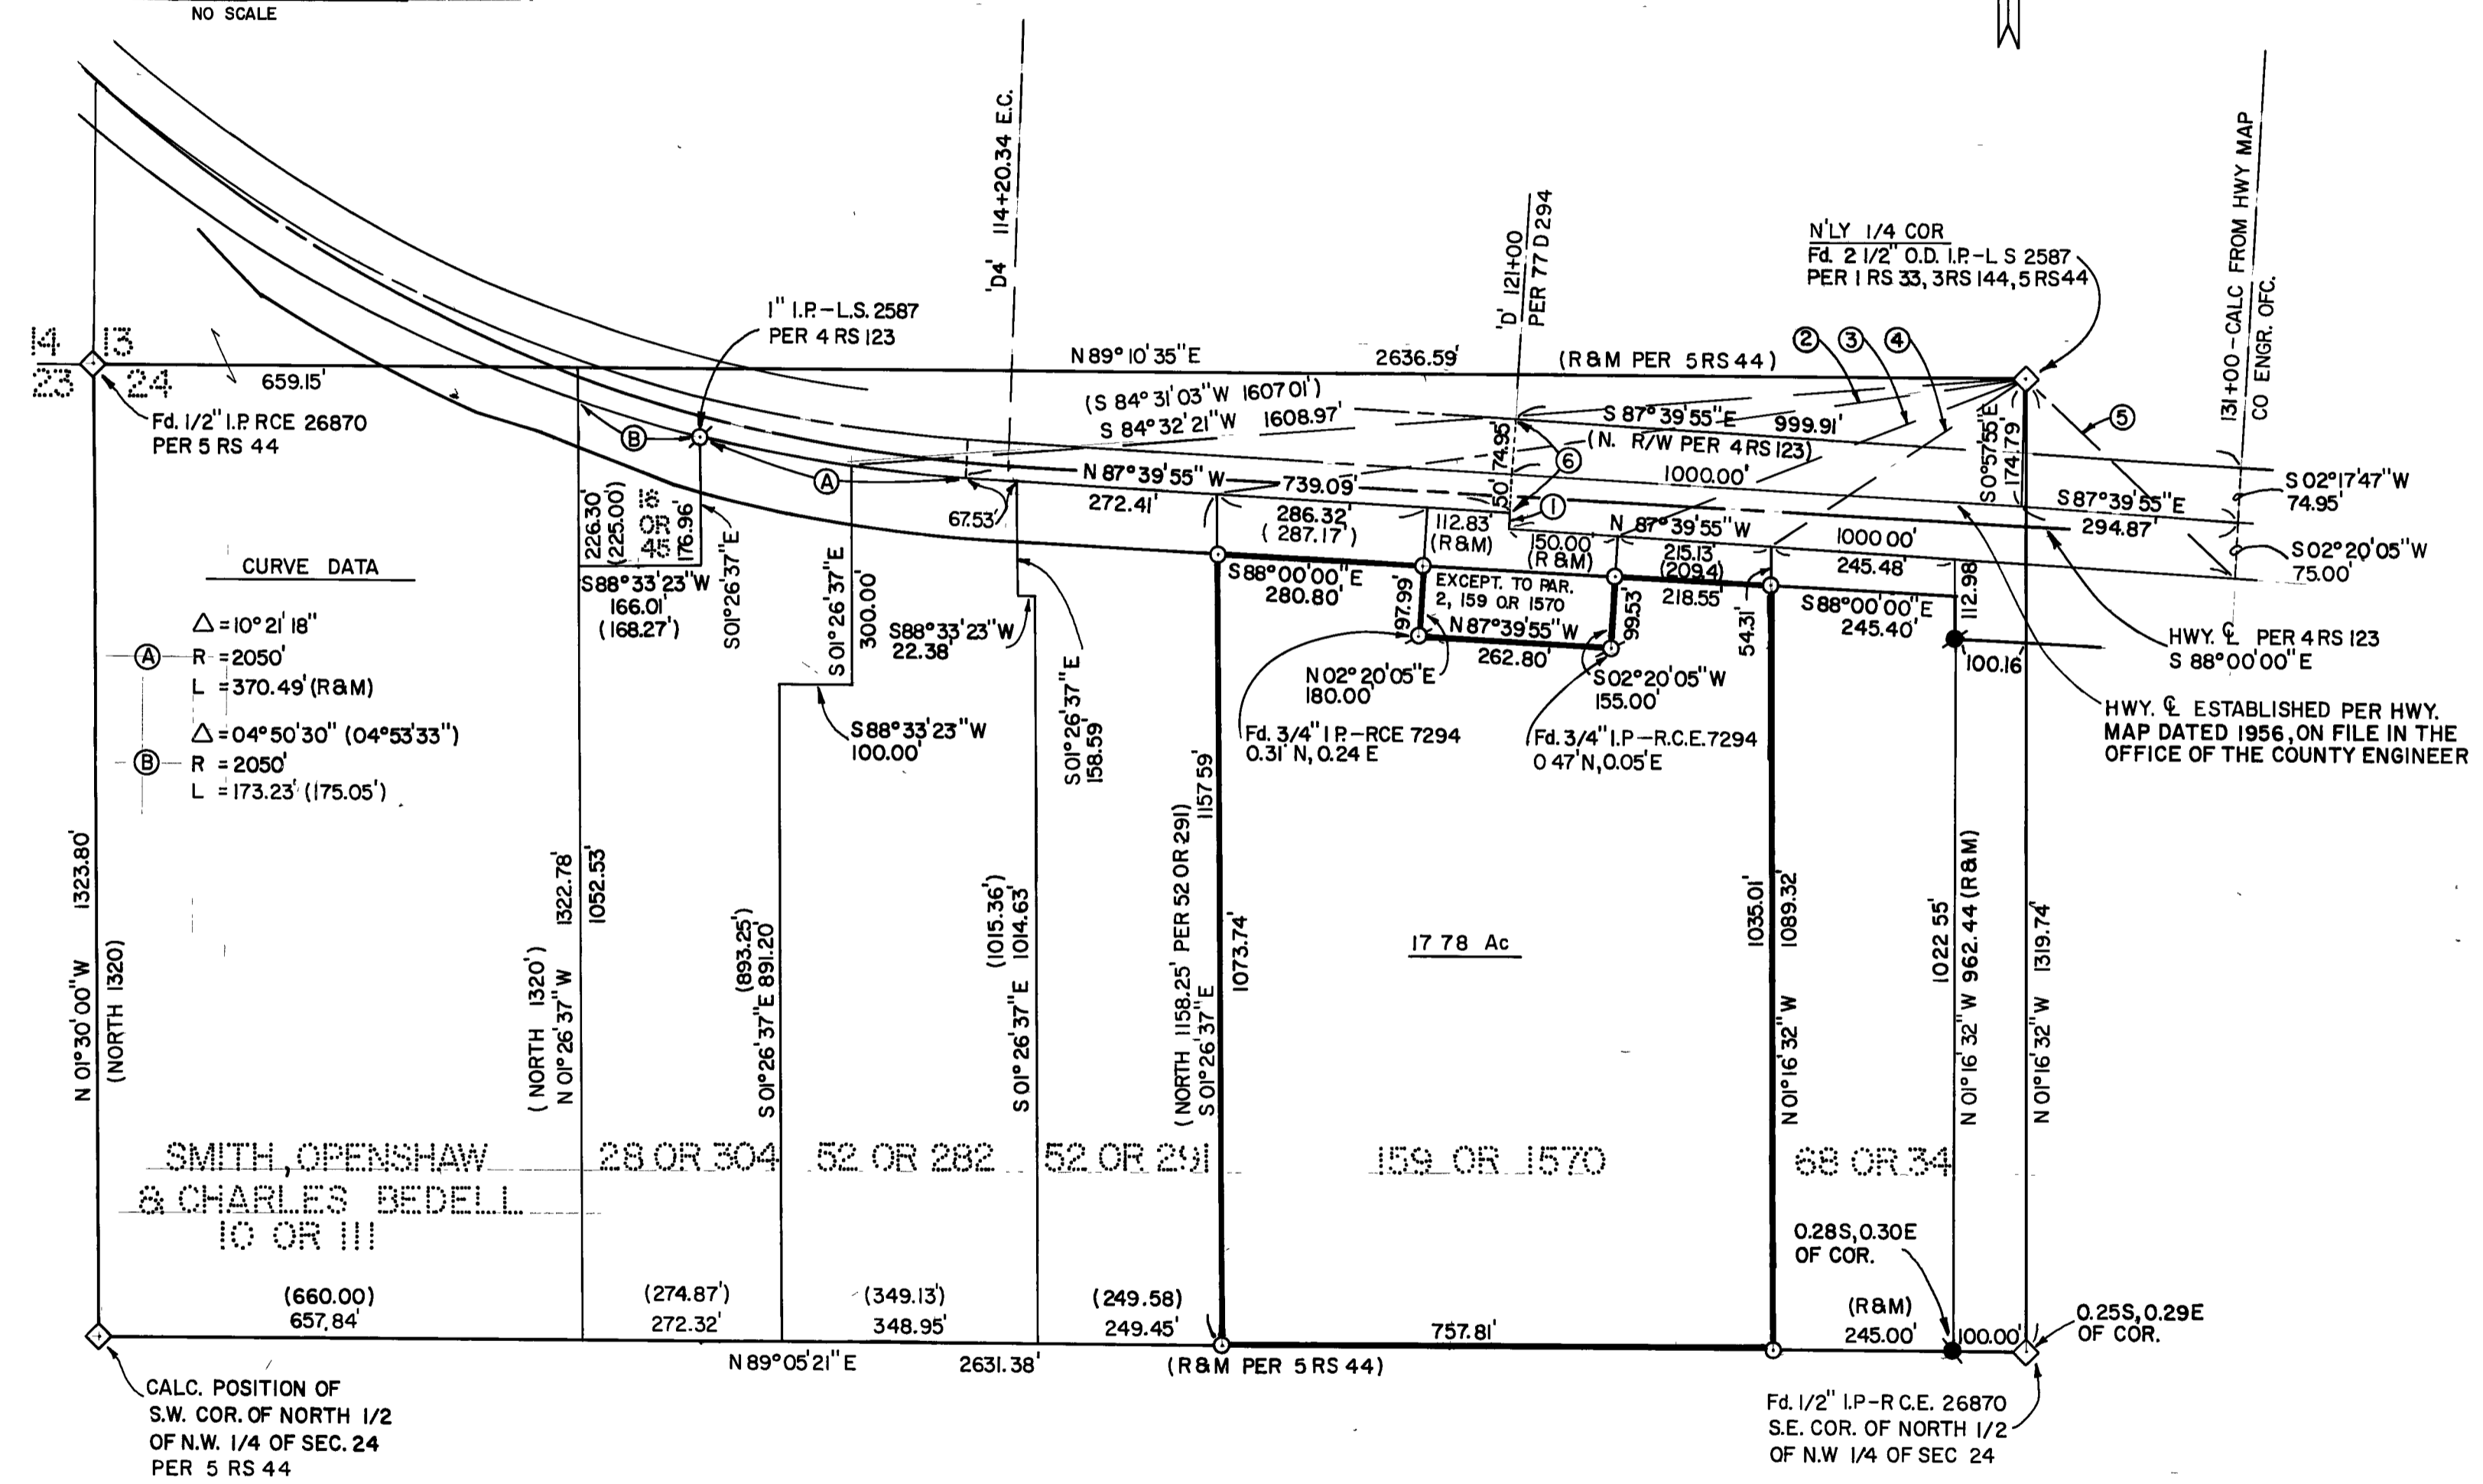 NO SCALE
'D4' 114+20.34 E.C.
'D' 121+00
PER 77 D 294
131+00-CALC FROM HWY MAP
CO ENGR. OFC.
N'LY 1/4 COR
Fd. 2 1/2" O.D. I.P.-L S 2587
PER 1 RS 33, 3RS 144, 5 RS44
1" I.P.-L.S. 2587
PER 4 RS 123
14 13
23 24
659.15'
N 89°10'35"E 2636.59' (R&M PER 5RS 44)
2 3 4
5
Fd. 1/2" I.P. RCE 26870
PER 5 RS 44
(S 84°31'03"W 1607 01')
S 84°32'21"W 1608.97'
S 87°39'55"E 999.91'
(N. R/W PER 4 RS 123)
6
1000.00'
74.95'
50'
1
S 0°57'55"E
174.79'
B
A
N 87°39'55"W 739.09'
272.41'
67.53'
286.32'
(287.17')
112.83'
(R&M)
150.00'
(R&M)
N 87°39'55"W 1000 00'
215.13'
(209.4)
245.48'
S 87°39'55"E
294.87'
S 02°17'47"W
74.95'
S 02°20'05"W
75.00'
226.30'
(225.00')
18
OR
45
176.96'
S01°26'37"E
S88°33'23"W
166.01'
(168.27')
S 01°26'37"E
300.00'
S88°33'23"W
22.38'
S01°26'37"E
158.59'
S88°33'23"W
100.00'
S 88°00'00"E
280.80'
EXCEPT. TO PAR.
2, 159 OR 1570
97.99'
N 87°39'55"W
262.80'
99.53'
218.55'
54.31'
S 88°00'00"E
245.40'
112.98'
100.16'
N 02°20'05"E
180.00'
S 02°20'05"W
155.00'
Fd. 3/4" I P.-RCE 7294
0.31' N, 0.24 E
Fd. 3/4" I.P-R.C.E. 7294
0 47'N, 0.05'E
HWY. ℄ PER 4 RS 123
S 88°00'00"E
HWY. ℄ ESTABLISHED PER HWY.
MAP DATED 1956, ON FILE IN THE
OFFICE OF THE COUNTY ENGINEER
CURVE DATA
Δ =10°21'18"
A R =2050'
L =370.49' (R&M)
Δ =04°50'30" (04°53'33")
B R =2050'
L =173.23' (175.05')
N 01°30'00"W 1323.80'
(NORTH 1320)
(NORTH 1320')
N 01°26'37"W 1322.78'
1052.53'
(893.25')
S 01°26'37"E 891.20'
(1015.36')
S 01°26'37"E 1014.63'
(NORTH 1158.25' PER 52 OR 291)
S 01°26'37"E 1157 59'
1073.74'
17 78 Ac
1035.01'
N 01°16'32"W 1089.32'
1022 55'
N 01°16'32"W 962.44 (R&M)
N 01°16'32"W 1319.74'
SMITH, OPENSHAW
& CHARLES BEDELL
10 OR 111
28 OR 304
52 OR 282
52 OR 291
159 OR 1570
68 OR 34
0.28S, 0.30E
OF COR.
(660.00)
657.84'
(274.87')
272.32'
(349.13')
348.95'
(249.58)
249.45'
757.81'
(R&M)
245.00'
100.00'
0.25S, 0.29E
OF COR.
N 89°05'21"E 2631.38' (R&M PER 5 RS 44)
CALC. POSITION OF
S.W. COR. OF NORTH 1/2
OF N.W. 1/4 OF SEC. 24
PER 5 RS 44
Fd. 1/2" I.P-R C.E. 26870
S.E. COR. OF NORTH 1/2
OF N.W 1/4 OF SEC 24